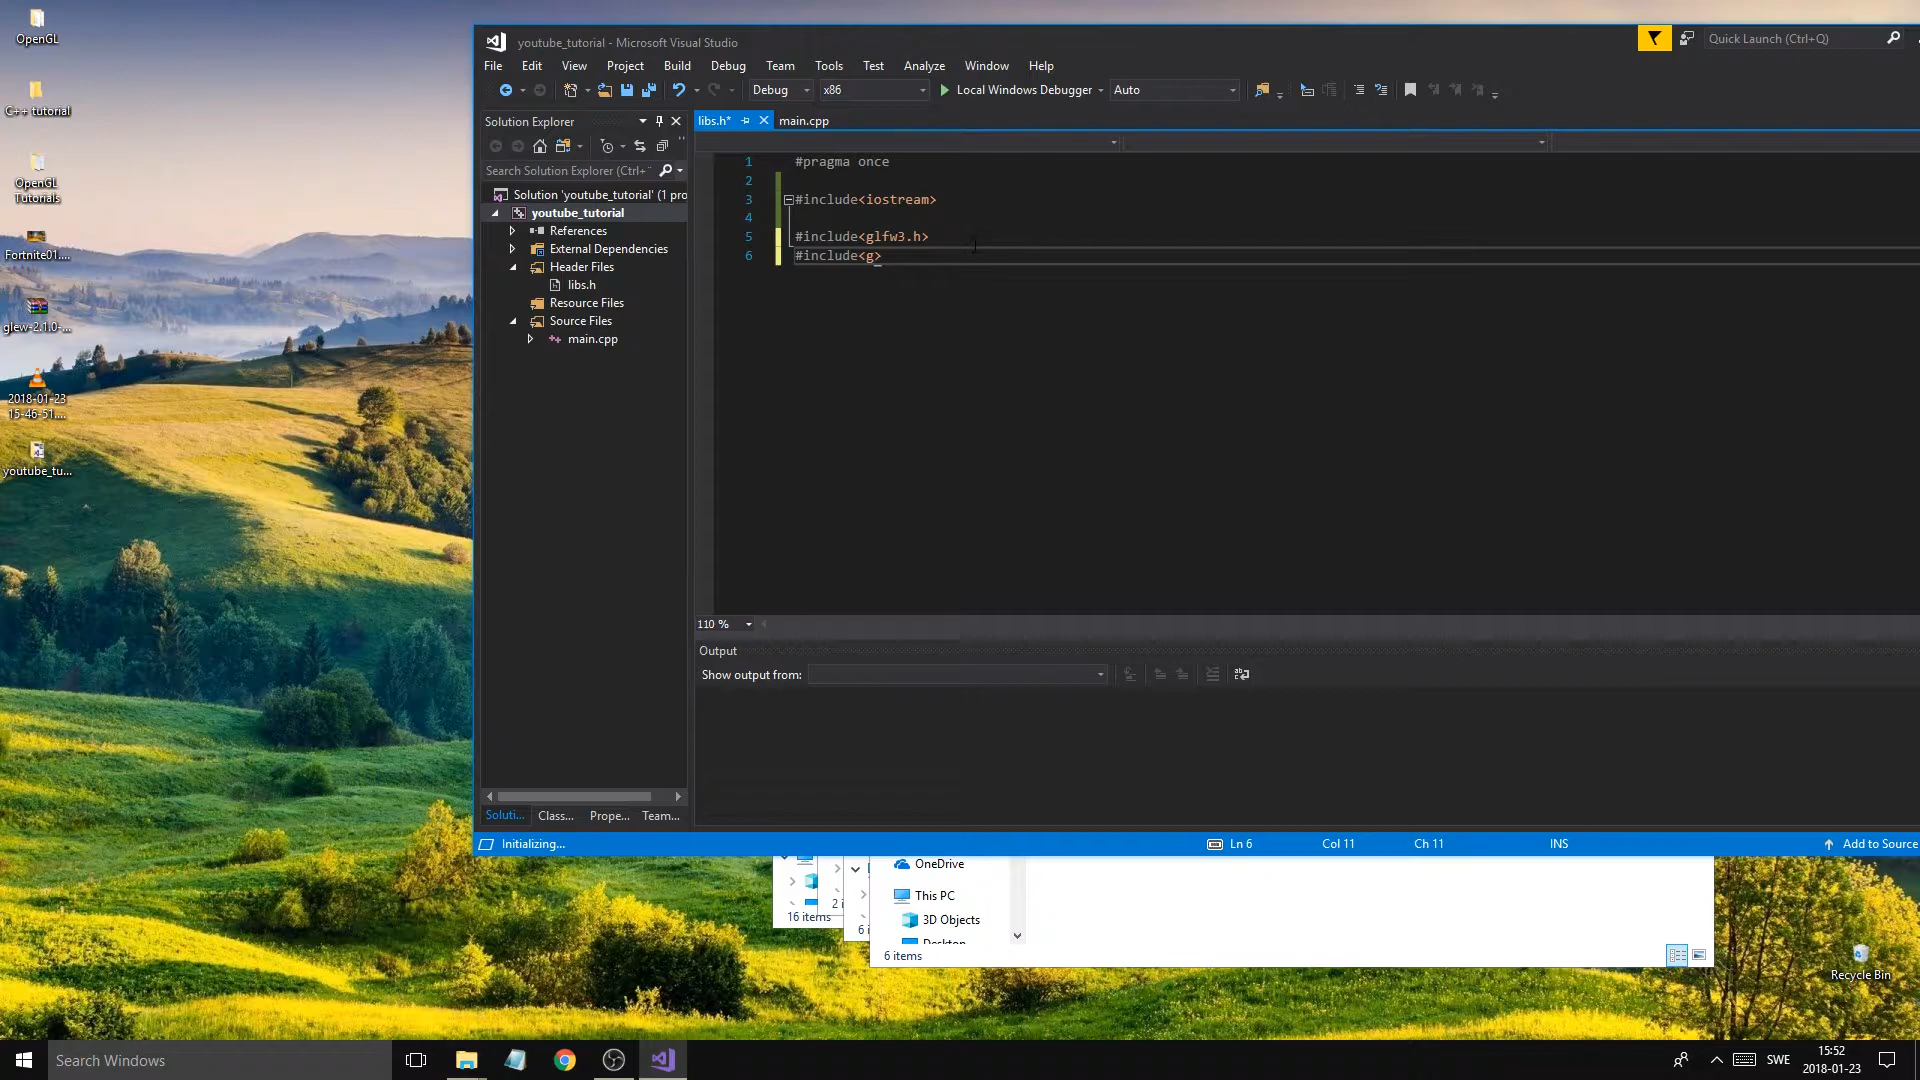 OpenGL
C++ tutorial
OpenGL
Tutorials
Fortnite01....
glew-2.1.0-...
2018-01-23
15-46-51....
youtube_tu...
youtube_tutorial - Microsoft Visual Studio
Quick Launch (Ctrl+Q)
File Edit View Project Build Debug Team Tools Test Analyze Window Help
Debug x86 Local Windows Debugger Auto
Solution Explorer
Search Solution Explorer (Ctrl+
Solution 'youtube_tutorial' (1 pro
youtube_tutorial
References
External Dependencies
Header Files
libs.h
Resource Files
Source Files
main.cpp
Soluti... Class... Prope... Team...
libs.h* main.cpp
1 #pragma once
2
3 #include<iostream>
4
5 #include<glfw3.h>
6 #include<g>
110 %
Output
Show output from:
Initializing... Ln 6 Col 11 Ch 11 INS Add to Source
16 items
2 i
6 i
OneDrive
This PC
3D Objects
Desktop
6 items
Recycle Bin
Search Windows
SWE
15:52
2018-01-23